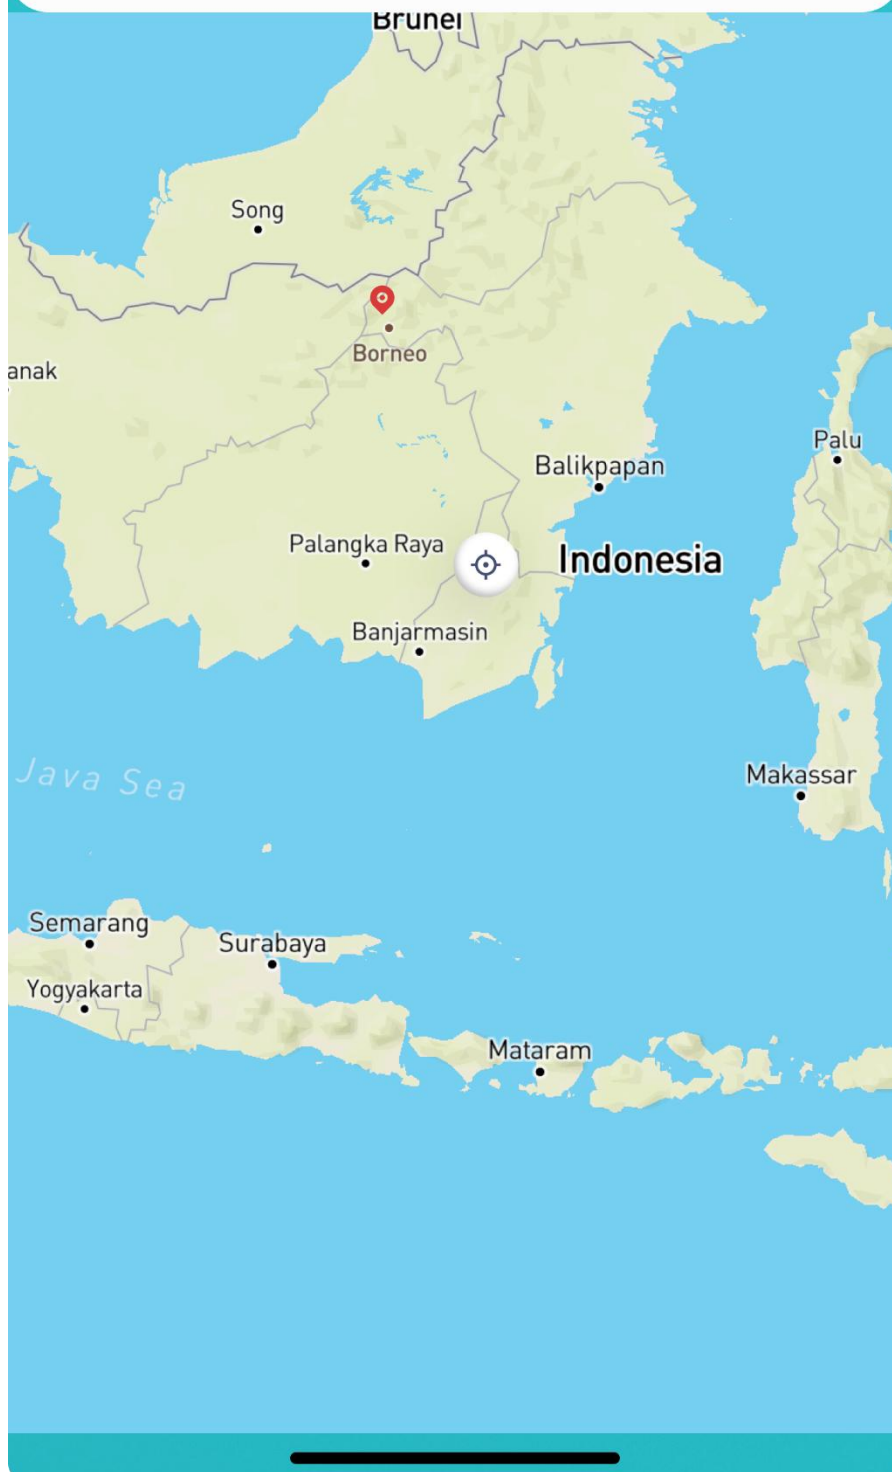 Brunei
Song
Borneo
anak
Palu
Balikpapan
Palangka Raya
Indonesia
Banjarmasin
Java Sea
Makassar
Semarang
Surabaya
Yogyakarta
Mataram